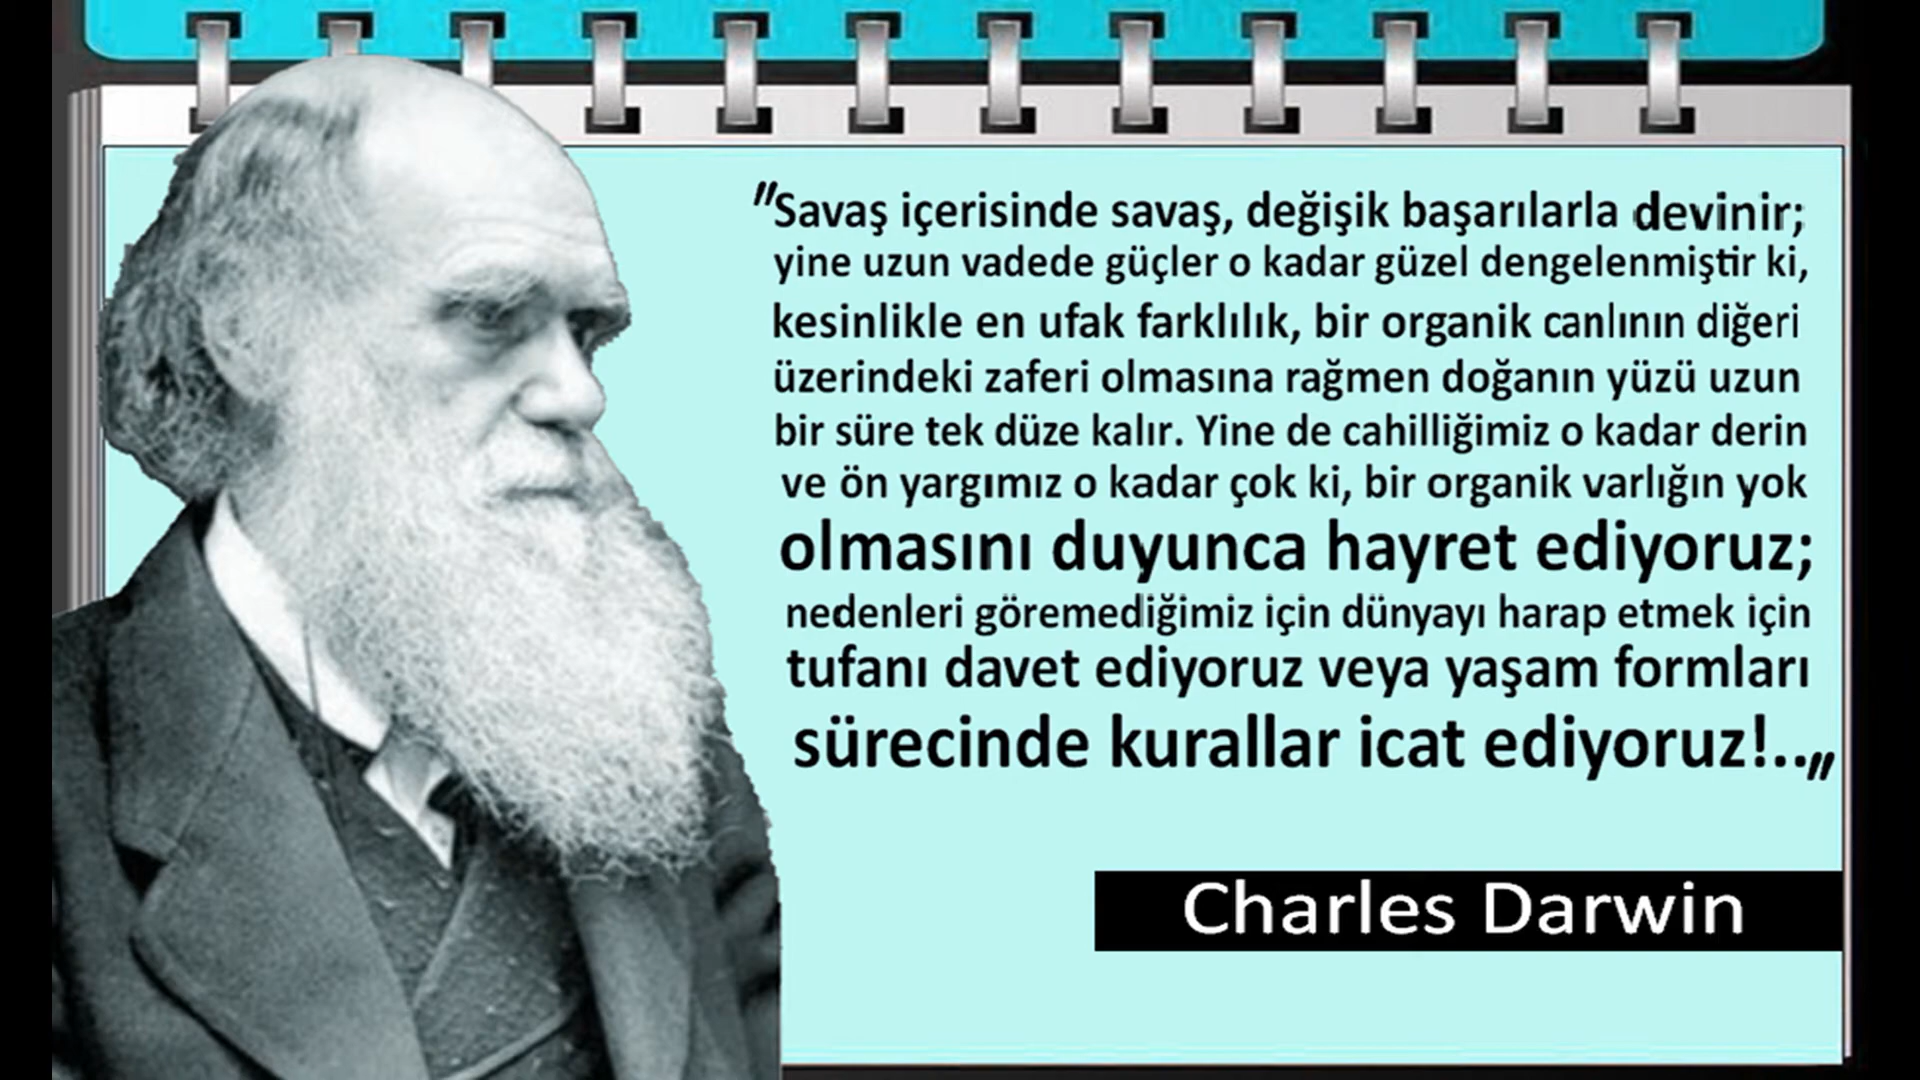 "Savaş içerisinde savaş, değişik başarılarla devinir;
yine uzun vadede güçler o kadar güzel dengelenmiştir ki,
kesinlikle en ufak farklılık, bir organik canlının diğeri
üzerindeki zaferi olmasına rağmen doğanın yüzü uzun
bir süre tek düze kalır. Yine de cahilliğimiz o kadar derin
ve ön yargımız o kadar çok ki, bir organik varlığın yok
olmasını duyunca hayret ediyoruz;
nedenleri göremediğimiz için dünyayı harap etmek için
tufanı davet ediyoruz veya yaşam formları
sürecinde kurallar icat ediyoruz!..„
Charles Darwin